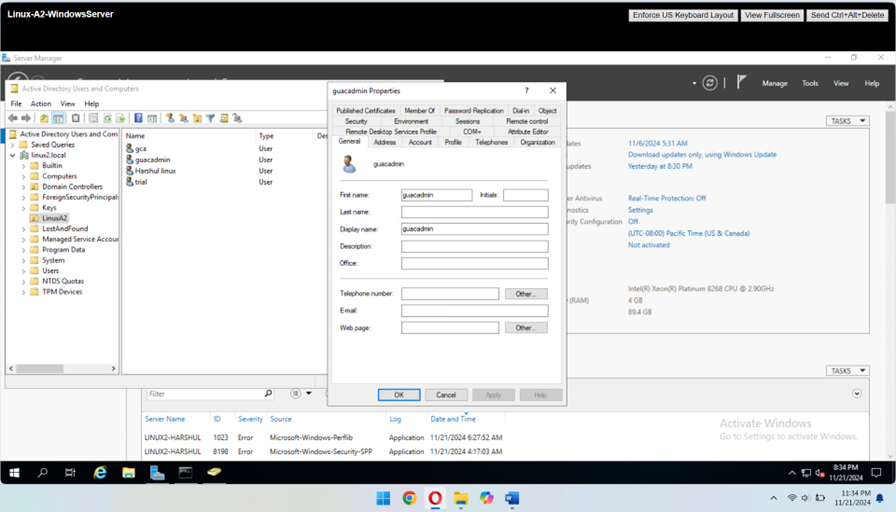 Linux-A2-WindowsServer
Enforce US Keyboard Layout View Fullscreen Send Ctrl+Alt+Delete
Server Manager
Manage Tools View Help
Active Directory Users and Computers
File Action View Help
Active Directory Users and Com
Saved Queries
linux2.local
Builtin
Computers
Domain Controllers
ForeignSecurityPrincipals
Keys
LinuxA2
LostAndFound
Managed Service Accoun
Program Data
System
Users
NTDS Quotas
TPM Devices
Name Type Des
gca User
guacadmin User
Harshul linux User
trial User
guacadmin Properties
Published Certificates Member Of Password Replication Dial-in Object
Security Environment Sessions Remote control
Remote Desktop Services Profile COM+ Attribute Editor
General Address Account Profile Telephones Organization
guacadmin
First name: guacadmin Initials:
Last name:
Display name: guacadmin
Description:
Office:
Telephone number: Other...
E-mail:
Web page: Other...
OK Cancel Apply Help
TASKS
dates 11/6/2024 5:31 AM
Download updates only, using Windows Update
updates Yesterday at 8:30 PM
er Antivirus Real-Time Protection: Off
nostics Settings
curity Configuration Off
(UTC-08:00) Pacific Time (US & Canada)
Not activated
Intel(R) Xeon(R) Platinum 8268 CPU @ 2.90GHz
(RAM) 4 GB
89.4 GB
TASKS
Filter
Server Name ID Severity Source Log Date and Time
LINUX2-HARSHUL 1023 Error Microsoft-Windows-Perflib Application 11/21/2024 6:27:52 AM
LINUX2-HARSHUL 8198 Error Microsoft-Windows-Security-SPP Application 11/21/2024 4:17:03 AM
Activate Windows
Go to Settings to activate Windows.
8:34 PM
11/21/2024
11:34 PM
11/21/2024